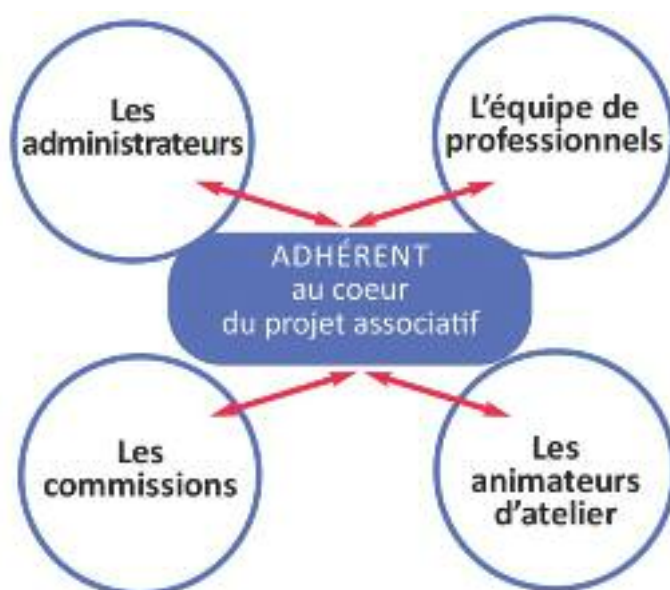 Les
administrateurs
L'équipe de
professionnels
ADHÉRENT
au coeur
du projet associatif
Les
commissions
Les
animateurs
d'atelier